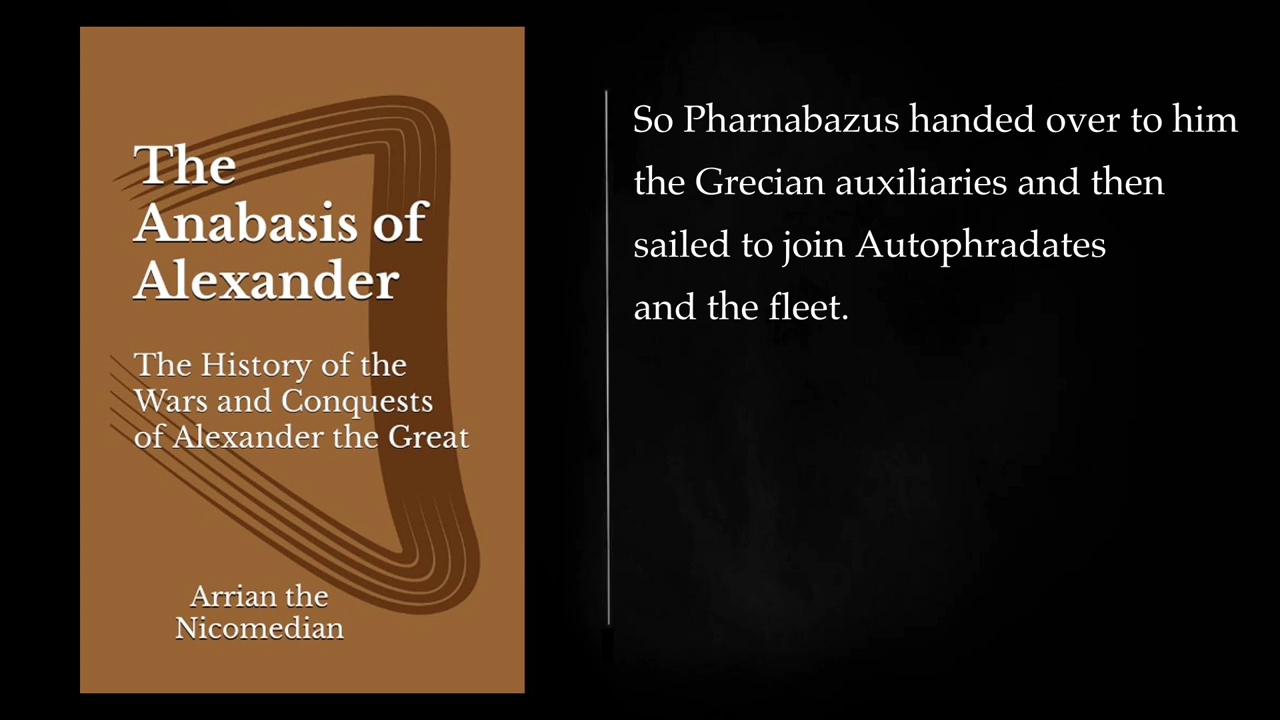 The
Anabasis of
Alexander
The History of the
Wars and Conquests
of Alexander the Great
Arrian the
Nicomedian
So Pharnabazus handed over to him
the Grecian auxiliaries and then
sailed to join Autophradates
and the fleet.